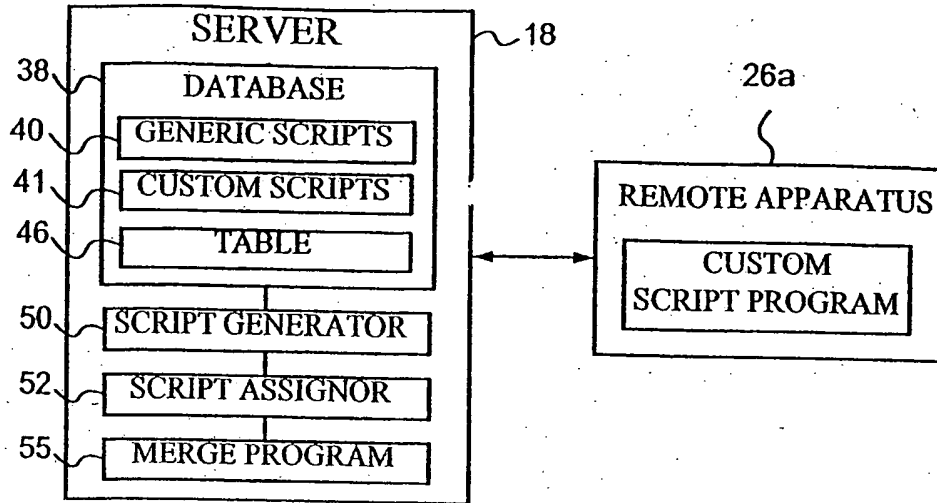 SERVER
18
38
DATABASE
40
GENERIC SCRIPTS
41
CUSTOM SCRIPTS
46
TABLE
50
SCRIPT GENERATOR
52
SCRIPT ASSIGNOR
55
MERGE PROGRAM
26a
REMOTE APPARATUS
CUSTOM
SCRIPT PROGRAM